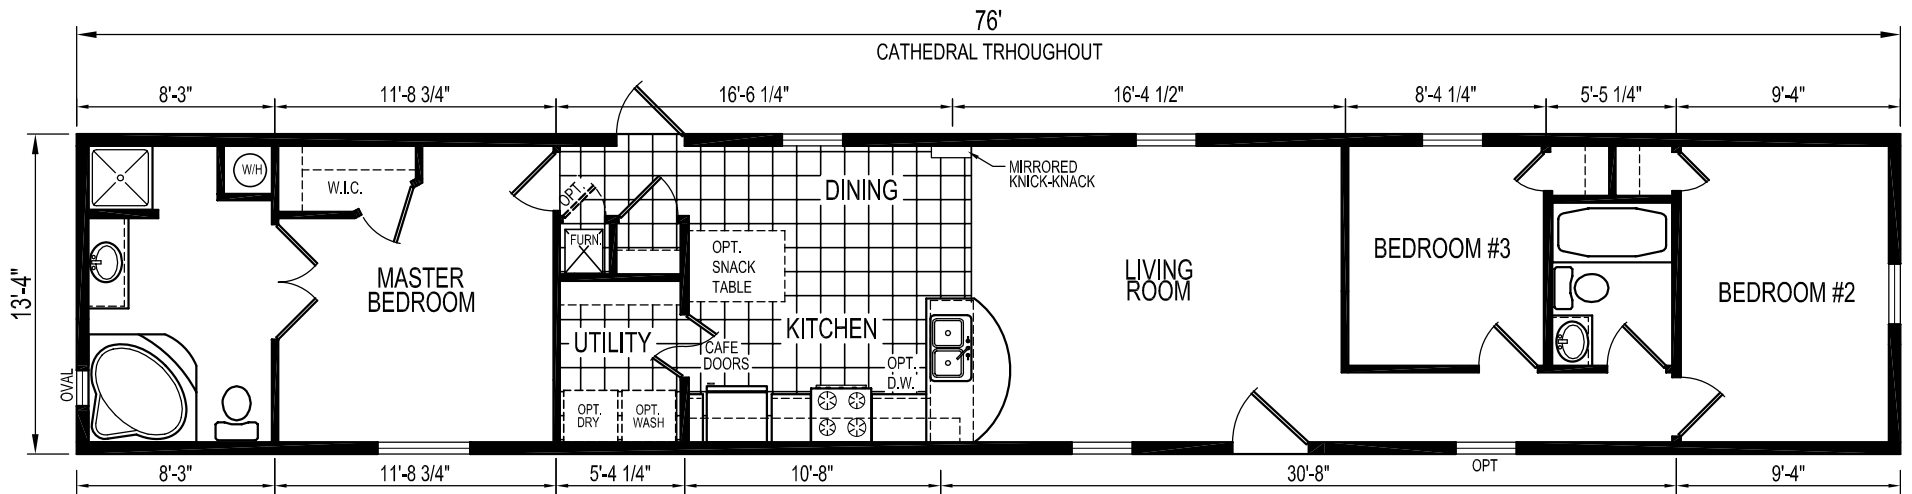 76'
CATHEDRAL TRHOUGHOUT
8'-3"
11'-8 3/4"
16'-6 1/4"
16'-4 1/2"
8'-4 1/4"
5'-5 1/4"
9'-4"
13'-4"
W/H
W.I.C.
OPT.
FURN.
MASTER
BEDROOM
DINING
MIRRORED
KNICK-KNACK
OPT.
SNACK
TABLE
LIVING
ROOM
BEDROOM #3
BEDROOM #2
UTILITY
KITCHEN
CAFE
DOORS
OPT.
D.W.
OVAL
OPT.
DRY
OPT.
WASH
OPT
8'-3"
11'-8 3/4"
5'-4 1/4"
10'-8"
30'-8"
9'-4"